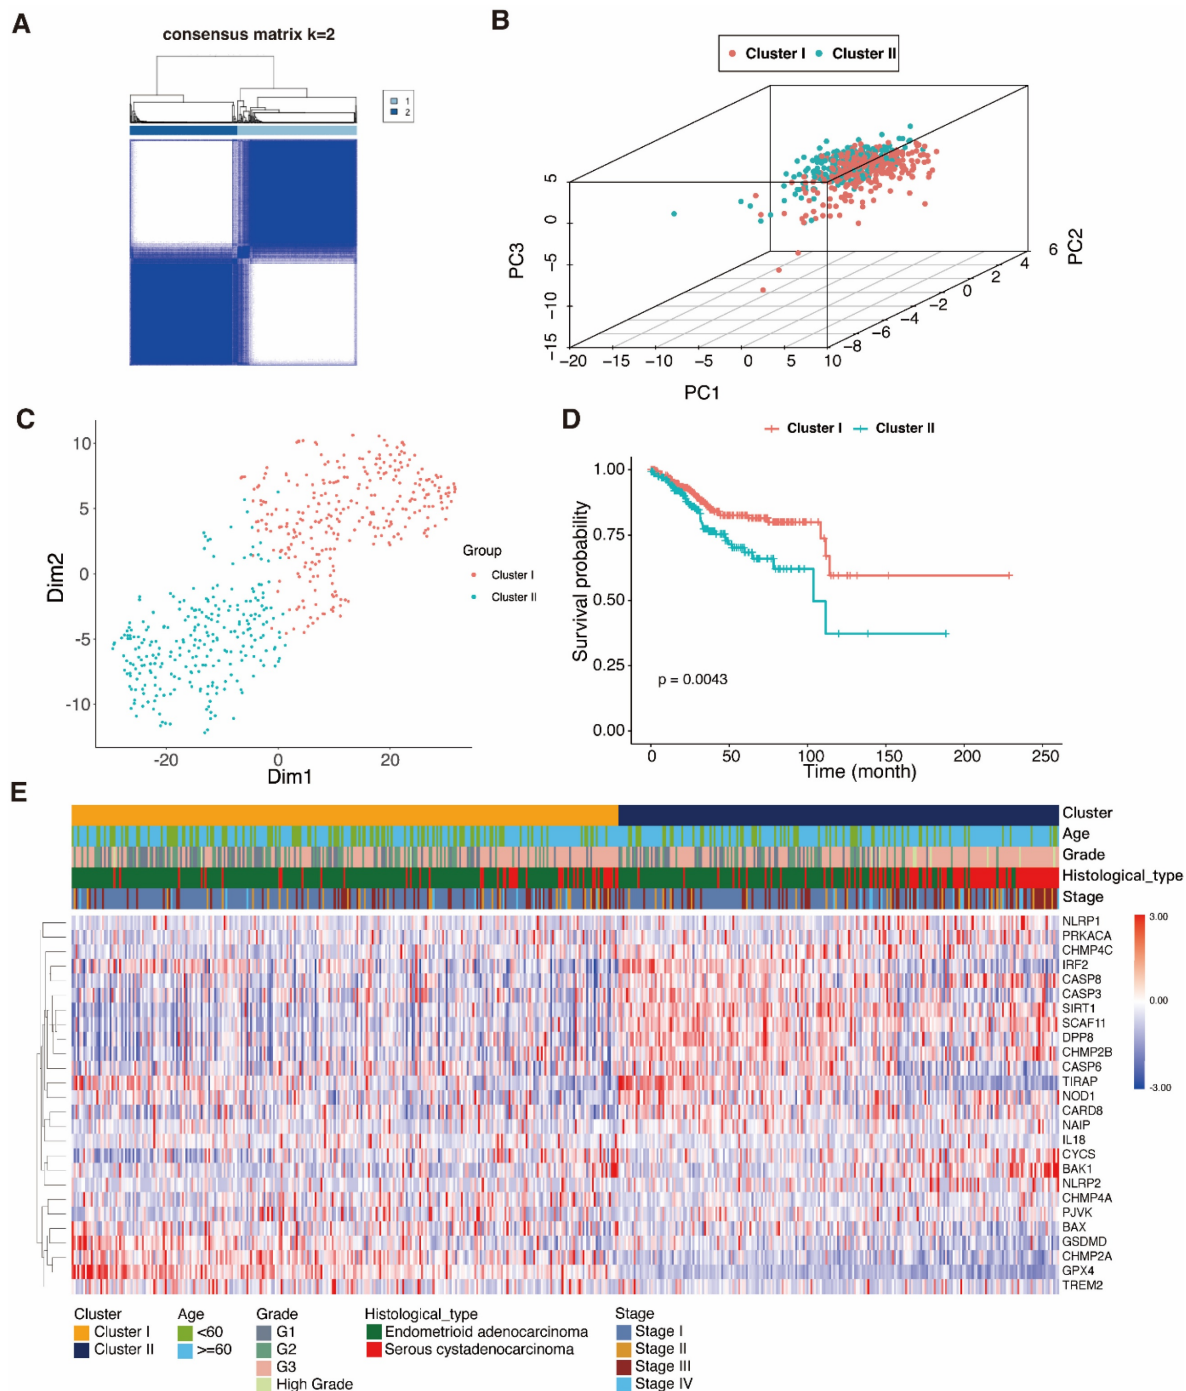 A
consensus matrix k=2
1
2
B
Cluster I Cluster II
5
0
−5
−10
−15
PC3
−20 −15 −10 −5 0 5 10
PC1
−8
−6
−4
−2
0
2
4
6
PC2
C
10
5
0
-5
-10
Dim2
-20 0 20
Dim1
Group
Cluster I
Cluster II
D
Cluster I Cluster II
1.00
0.75
0.50
0.25
0.00
Survival probability
p = 0.0043
0 50 100 150 200 250
Time (month)
E
Cluster
Age
Grade
Histological_type
Stage
NLRP1
PRKACA
CHMP4C
IRF2
CASP8
CASP3
SIRT1
SCAF11
DPP8
CHMP2B
CASP6
TIRAP
NOD1
CARD8
NAIP
IL18
CYCS
BAK1
NLRP2
CHMP4A
PJVK
BAX
GSDMD
CHMP2A
GPX4
TREM2
3.00
0.00
-3.00
Cluster
Cluster I
Cluster II
Age
<60
>=60
Grade
G1
G2
G3
High Grade
Histological_type
Endometrioid adenocarcinoma
Serous cystadenocarcinoma
Stage
Stage I
Stage II
Stage III
Stage IV